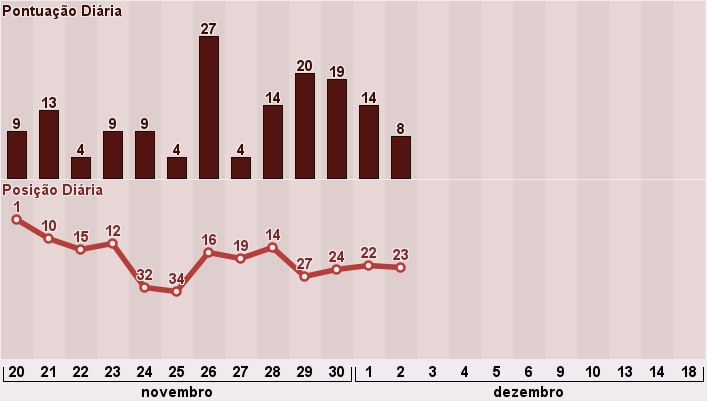 Pontuação Diária
9 13 4 9 9 4 27 4 14 20 19 14 8
Posição Diária
1 10 15 12 32 34 16 19 14 27 24 22 23
20 21 22 23 24 25 26 27 28 29 30 1 2 3 4 5 6 9 10 13 14 18
novembro dezembro